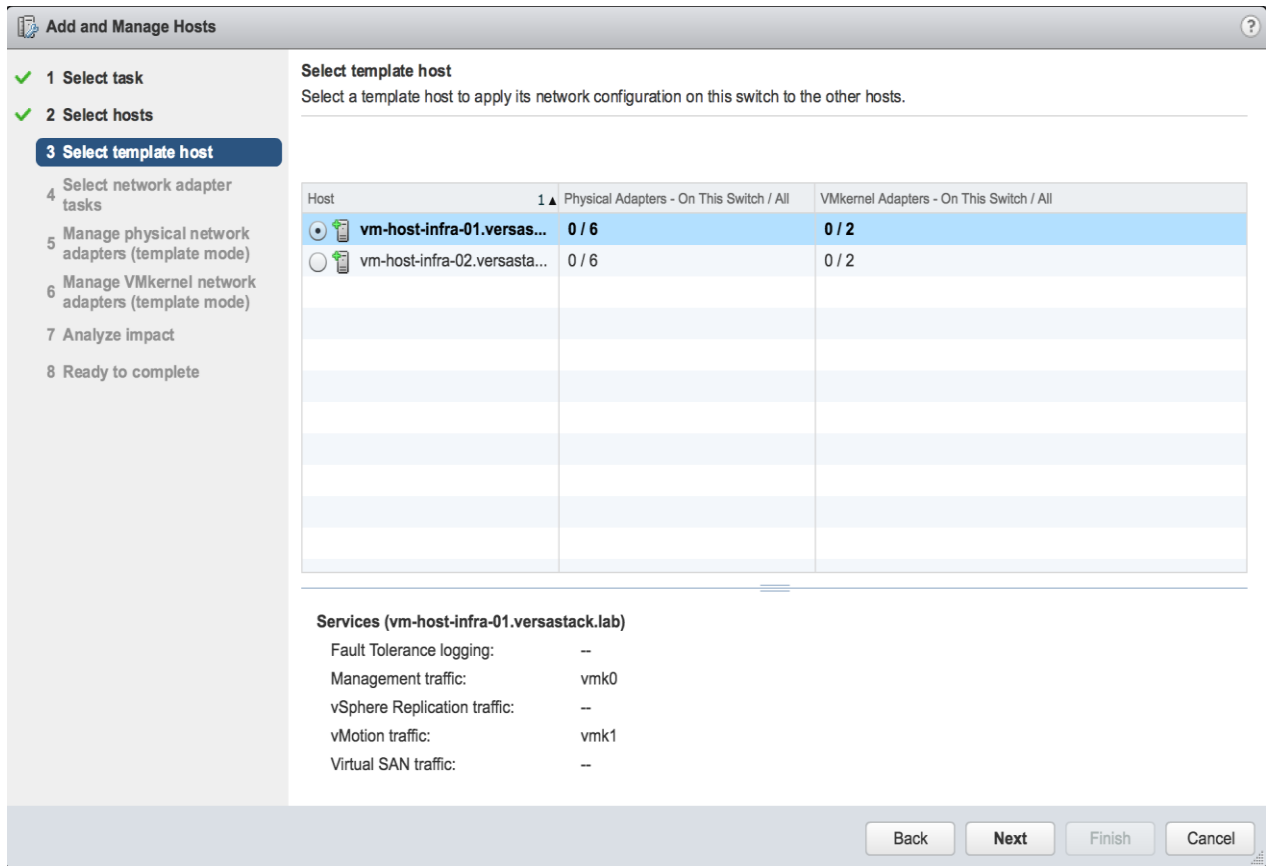 Add and Manage Hosts
?
1 Select task
2 Select hosts
3 Select template host
4 Select network adapter
tasks
5 Manage physical network
adapters (template mode)
6 Manage VMkernel network
adapters (template mode)
7 Analyze impact
8 Ready to complete
Select template host
Select a template host to apply its network configuration on this switch to the other hosts.
Host 1 ▲ Physical Adapters - On This Switch / All VMkernel Adapters - On This Switch / All
vm-host-infra-01.versas... 0 / 6 0 / 2
vm-host-infra-02.versasta... 0 / 6 0 / 2
Services (vm-host-infra-01.versastack.lab)
Fault Tolerance logging: --
Management traffic: vmk0
vSphere Replication traffic: --
vMotion traffic: vmk1
Virtual SAN traffic: --
Back Next Finish Cancel